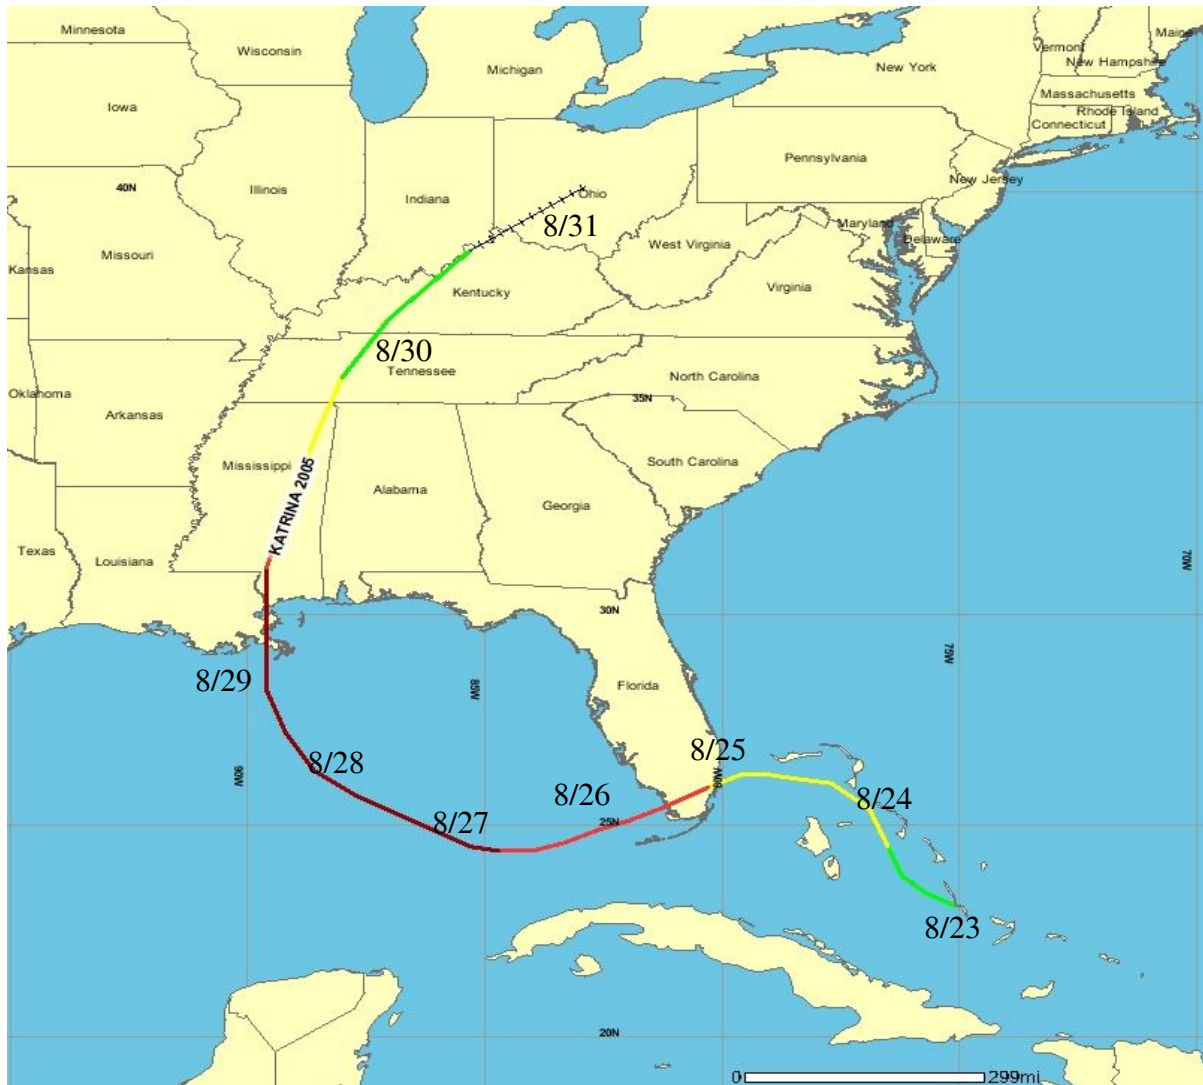 Minnesota
Wisconsin
Michigan
New York
Vermont
Maine
New Hampshire
Massachusetts
Rhode Island
Connecticut
Iowa
Pennsylvania
40N
Illinois
Indiana
Ohio
New Jersey
8/31
Maryland
Delaware
West Virginia
Kansas
Missouri
Kentucky
Virginia
8/30
Tennessee
North Carolina
Oklahoma
Arkansas
35N
Mississippi
KATRINA 2005
South Carolina
Alabama
Georgia
Texas
Louisiana
70W
30N
75W
8/29
85W
Florida
8/25
80W
90W
8/28
8/26
8/24
8/27
25N
8/23
20N
0
299mi